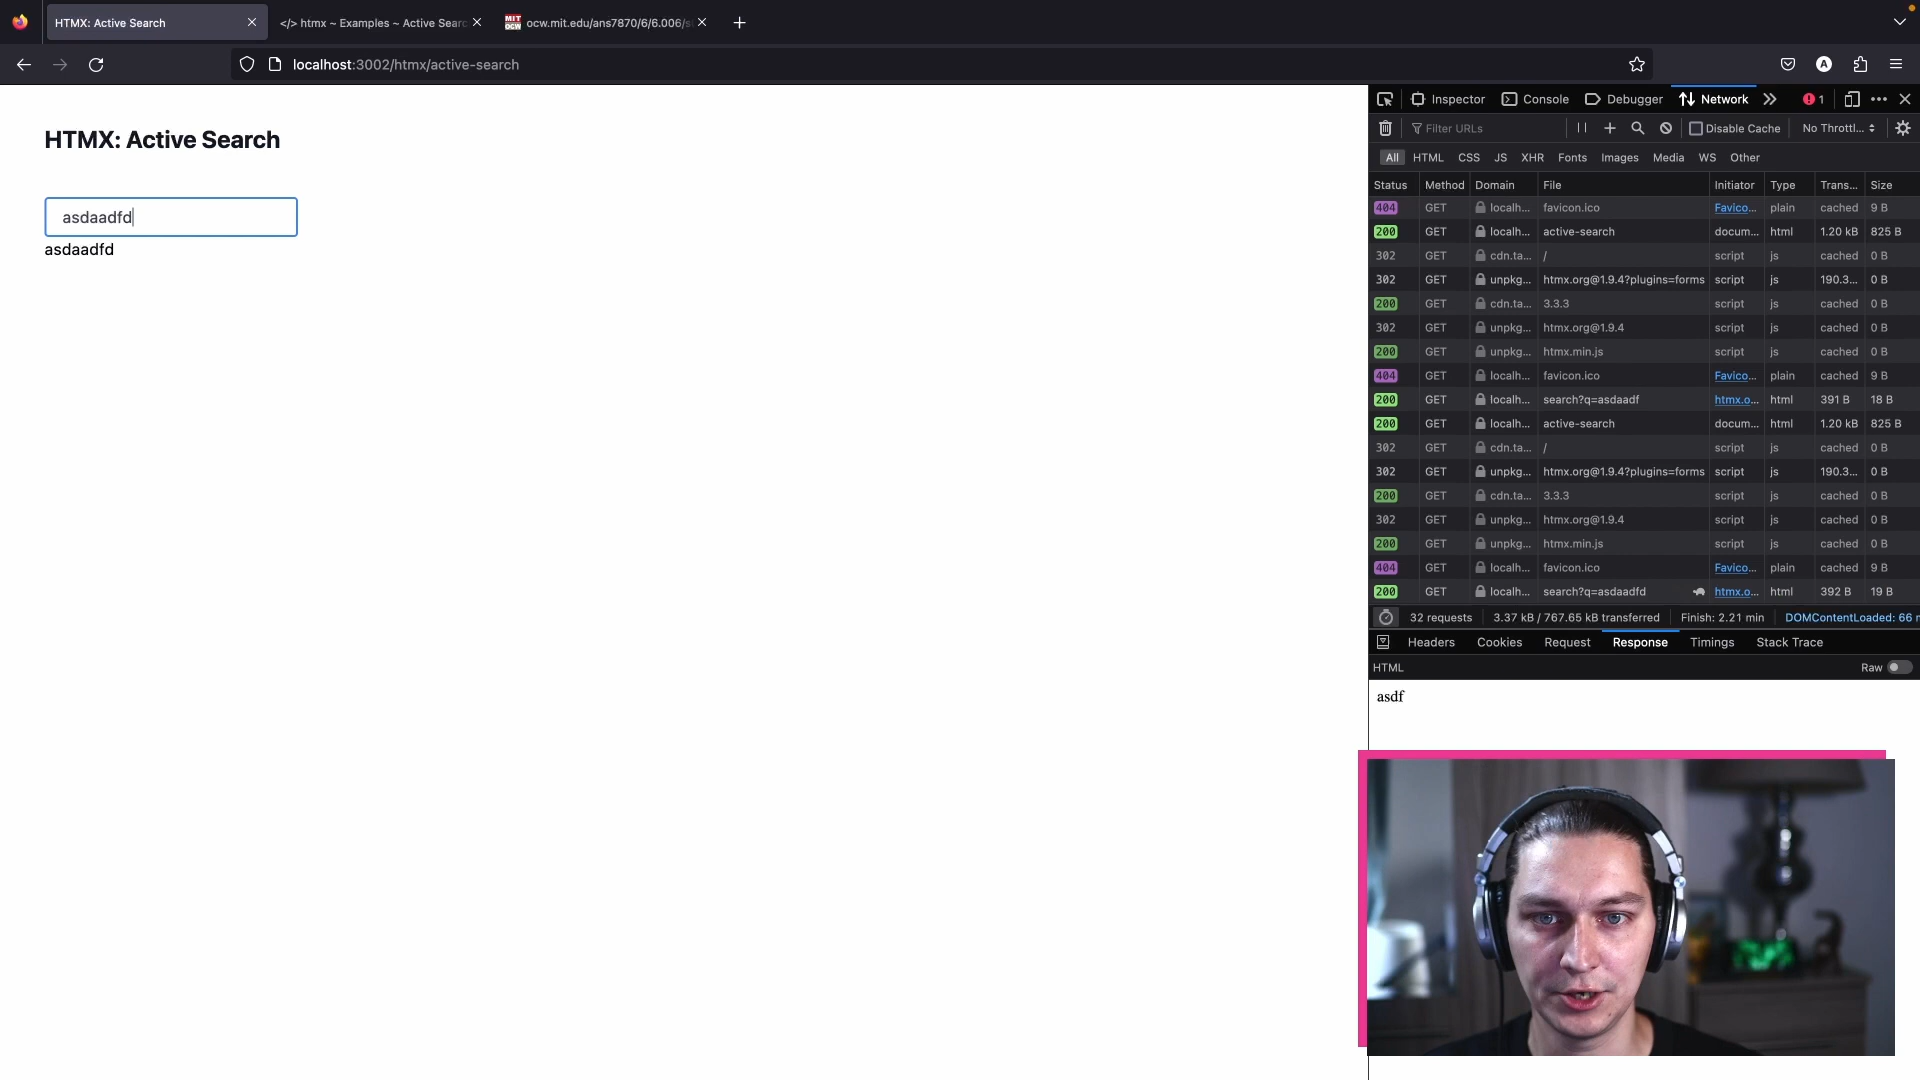 HTMX: Active Search
</> htmx ~ Examples ~ Active Sear
MIT OCW ocw.mit.edu/ans7870/6/6.006/s
localhost:3002/htmx/active-search
HTMX: Active Search
asdaadfd
asdaadfd
Inspector Console Debugger Network 1
Filter URLs Disable Cache No Throttl...
All HTML CSS JS XHR Fonts Images Media WS Other
Status Method Domain File Initiator Type Trans... Size
404 GET localh... favicon.ico Favico... plain cached 9 B
200 GET localh... active-search docum... html 1.20 kB 825 B
302 GET cdn.ta... / script js cached 0 B
302 GET unpkg... htmx.org@1.9.4?plugins=forms script js 190.3... 0 B
200 GET cdn.ta... 3.3.3 script js cached 0 B
302 GET unpkg... htmx.org@1.9.4 script js cached 0 B
200 GET unpkg... htmx.min.js script js cached 0 B
404 GET localh... favicon.ico Favico... plain cached 9 B
200 GET localh... search?q=asdaadf htmx.o... html 391 B 18 B
200 GET localh... active-search docum... html 1.20 kB 825 B
302 GET cdn.ta... / script js cached 0 B
302 GET unpkg... htmx.org@1.9.4?plugins=forms script js 190.3... 0 B
200 GET cdn.ta... 3.3.3 script js cached 0 B
302 GET unpkg... htmx.org@1.9.4 script js cached 0 B
200 GET unpkg... htmx.min.js script js cached 0 B
404 GET localh... favicon.ico Favico... plain cached 9 B
200 GET localh... search?q=asdaadfd htmx.o... html 392 B 19 B
32 requests 3.37 kB / 767.65 kB transferred Finish: 2.21 min DOMContentLoaded: 66 m
Headers Cookies Request Response Timings Stack Trace
HTML Raw
asdf